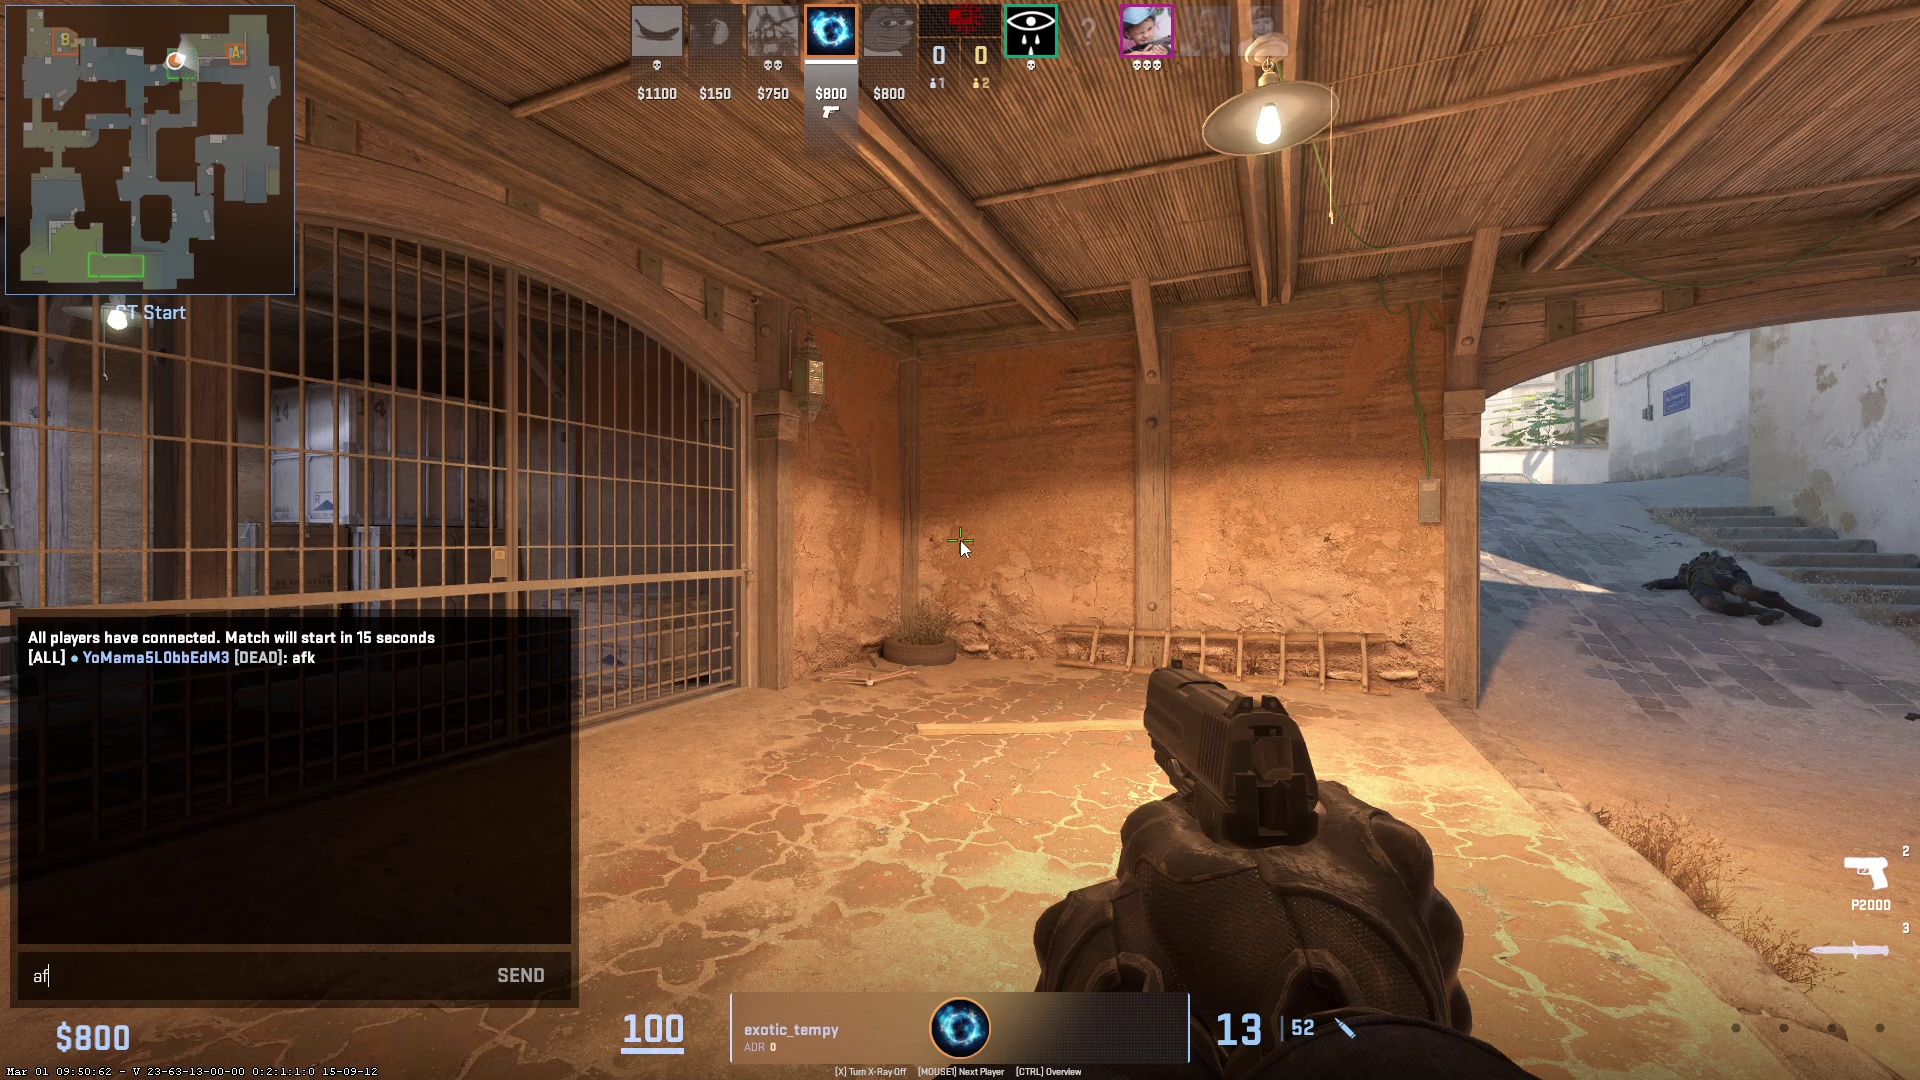 B
A
0 0
1 2
$1100 $150 $750 $800 $800
CT Start
All players have connected. Match will start in 15 seconds
[ALL] ● YoMama5L0bbEdM3 [DEAD]: afk
af
SEND
$800
100
exotic_tempy
ADR 0
13 | 52
2
P2000
3
[X] Turn X-Ray Off [MOUSE1] Next Player [CTRL] Overview
Mar 01 09:50:62 - V 23-63-13-00-00 0:2:1:1:0 15-09-12